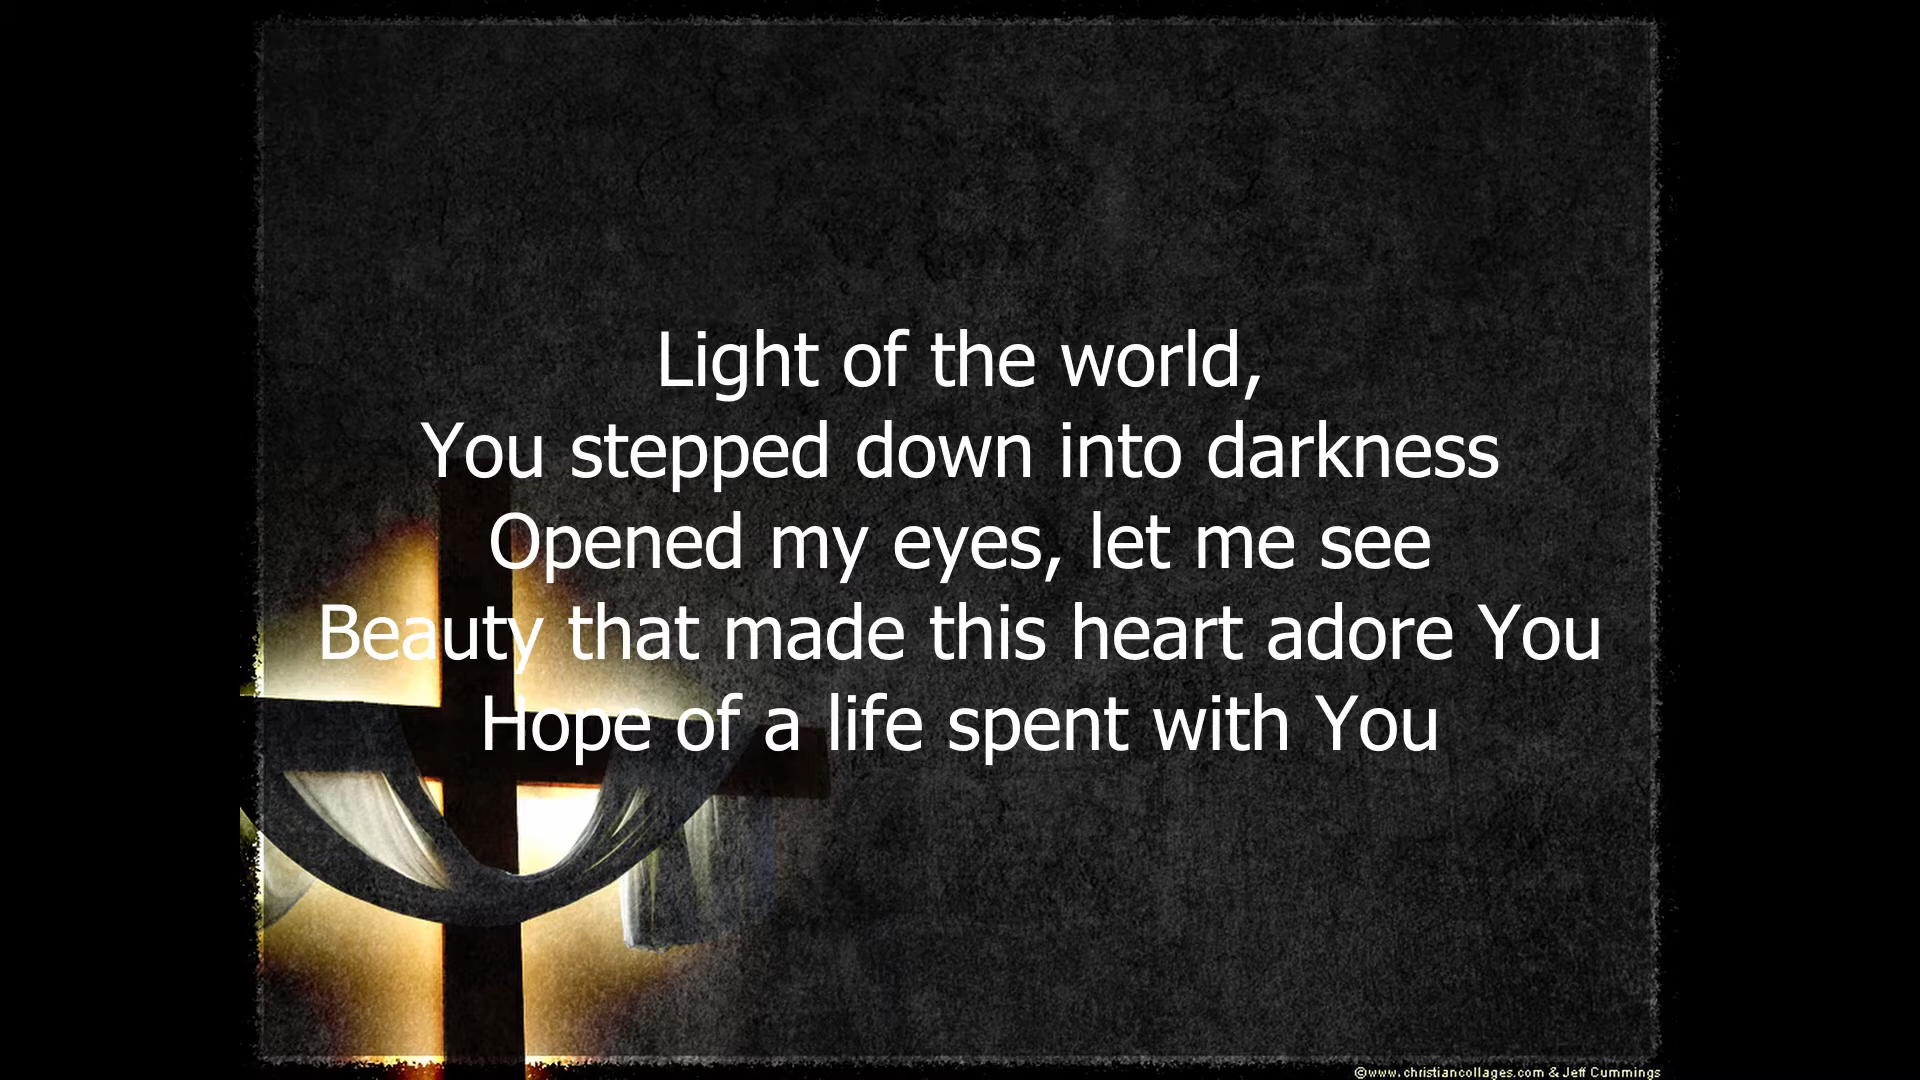 Light of the world,
You stepped down into darkness
Opened my eyes, let me see
Beauty that made this heart adore You
Hope of a life spent with You
©www.christiancollages.com & Jeff Cummings